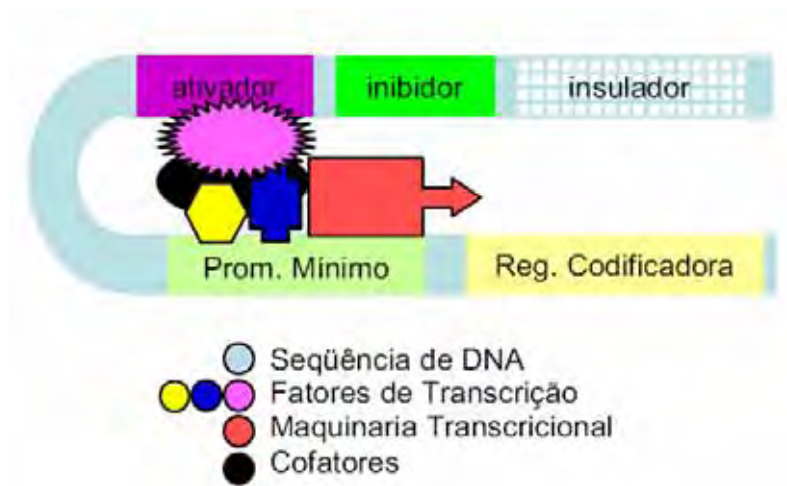 ativador inibidor insulador
Prom. Mínimo Reg. Codificadora
Seqüência de DNA
Fatores de Transcrição
Maquinaria Transcricional
Cofatores